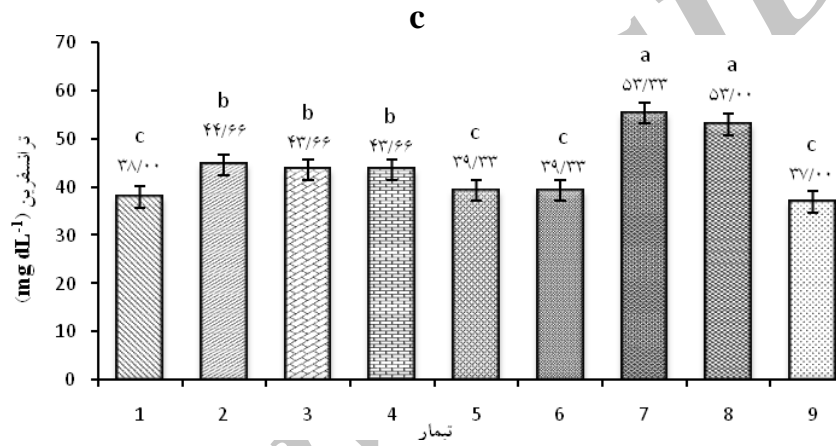 c
70
60
50
40
30
20
10
0
ترانسفرین (mg dL-1)
c
۳۸/۰۰
b
۴۴/۶۶
b
۴۳/۶۶
b
۴۳/۶۶
c
۳۹/۳۳
c
۳۹/۳۳
a
۵۳/۳۳
a
۵۳/۰۰
c
۳۷/۰۰
1 2 3 4 5 6 7 8 9
تیمار